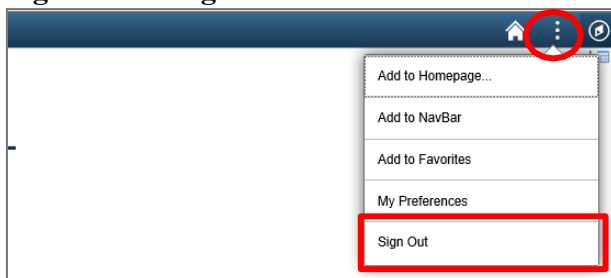 Add to Homepage...
Add to NavBar
Add to Favorites
My Preferences
Sign Out